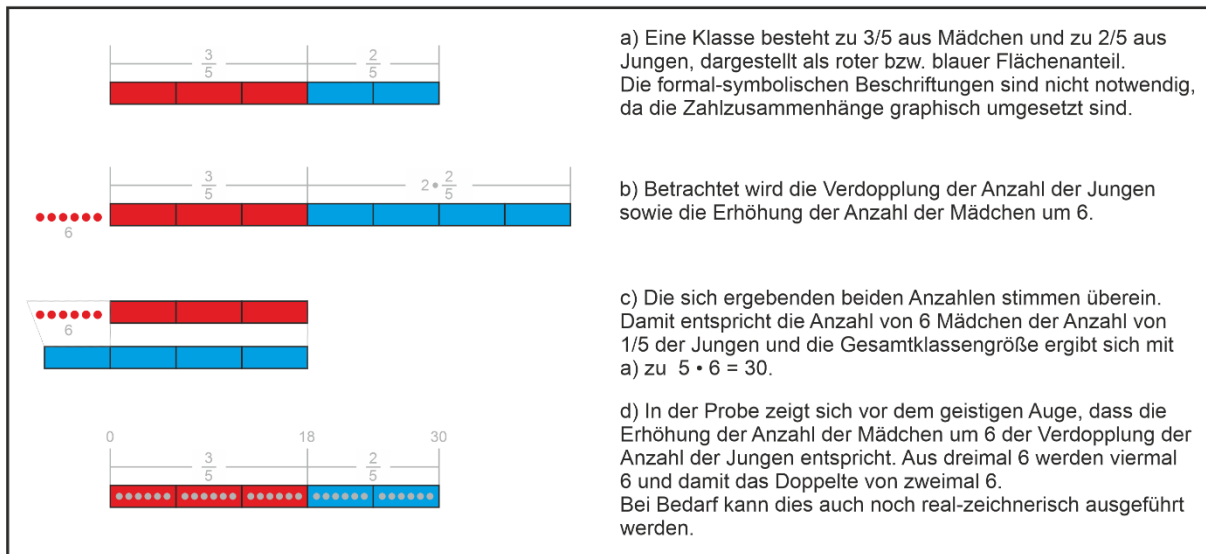 3/5 2/5
a) Eine Klasse besteht zu 3/5 aus Mädchen und zu 2/5 aus
Jungen, dargestellt als roter bzw. blauer Flächenanteil.
Die formal-symbolischen Beschriftungen sind nicht notwendig,
da die Zahlzusammenhänge graphisch umgesetzt sind.
3/5 2 • 2/5
6
b) Betrachtet wird die Verdopplung der Anzahl der Jungen
sowie die Erhöhung der Anzahl der Mädchen um 6.
6
c) Die sich ergebenden beiden Anzahlen stimmen überein.
Damit entspricht die Anzahl von 6 Mädchen der Anzahl von
1/5 der Jungen und die Gesamtklassengröße ergibt sich mit
a) zu 5 • 6 = 30.
0 18 30
3/5 2/5
d) In der Probe zeigt sich vor dem geistigen Auge, dass die
Erhöhung der Anzahl der Mädchen um 6 der Verdopplung der
Anzahl der Jungen entspricht. Aus dreimal 6 werden viermal
6 und damit das Doppelte von zweimal 6.
Bei Bedarf kann dies auch noch real-zeichnerisch ausgeführt
werden.